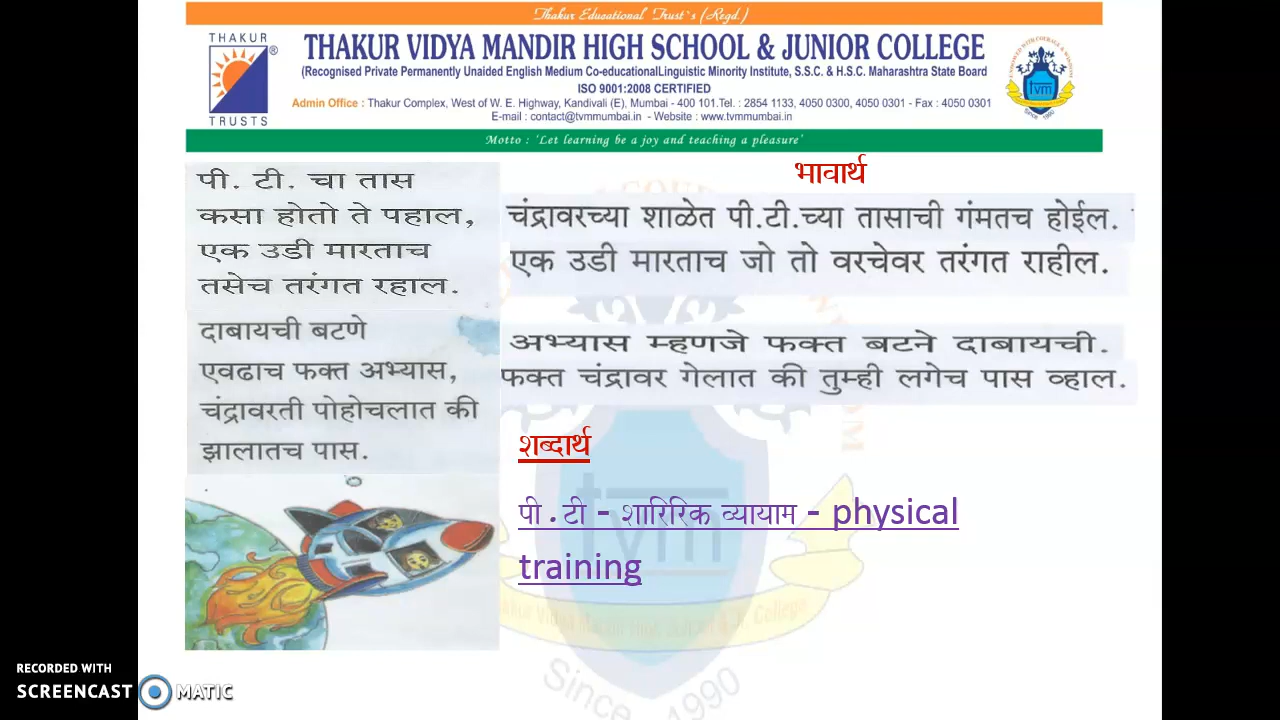 Thakur Educational Trust`s (Regd.)
THAKUR
TRUSTS
THAKUR VIDYA MANDIR HIGH SCHOOL & JUNIOR COLLEGE
(Recognised Private Permanently Unaided English Medium Co-educationalLinguistic Minority Institute, S.S.C. & H.S.C. Maharashtra State Board
ISO 9001:2008 CERTIFIED
Admin Office : Thakur Complex, West of W. E. Highway, Kandivali (E), Mumbai - 400 101.Tel. : 2854 1133, 4050 0300, 4050 0301 - Fax : 4050 0301
E-mail : contact@tvmmumbai.in - Website : www.tvmmumbai.in
tvm
Motto : 'Let learning be a joy and teaching a pleasure'
पी. टी. चा तास
कसा होतो ते पहाल,
एक उडी मारताच
तसेच तरंगत रहाल.
दाबायची बटणे
एवढाच फक्त अभ्यास,
चंद्रावरती पोहोचलात की
झालातच पास.
भावार्थ
चंद्रावरच्या शाळेत पी.टी.च्या तासाची गंमतच होईल.
एक उडी मारताच जो तो वरचेवर तरंगत राहील.
अभ्यास म्हणजे फक्त बटने दाबायची.
फक्त चंद्रावर गेलात की तुम्ही लगेच पास व्हाल.
शब्दार्थ
पी.टी - शारिरिक व्यायाम - physical
training
tvm
Since 1990
RECORDED WITH
SCREENCAST MATIC